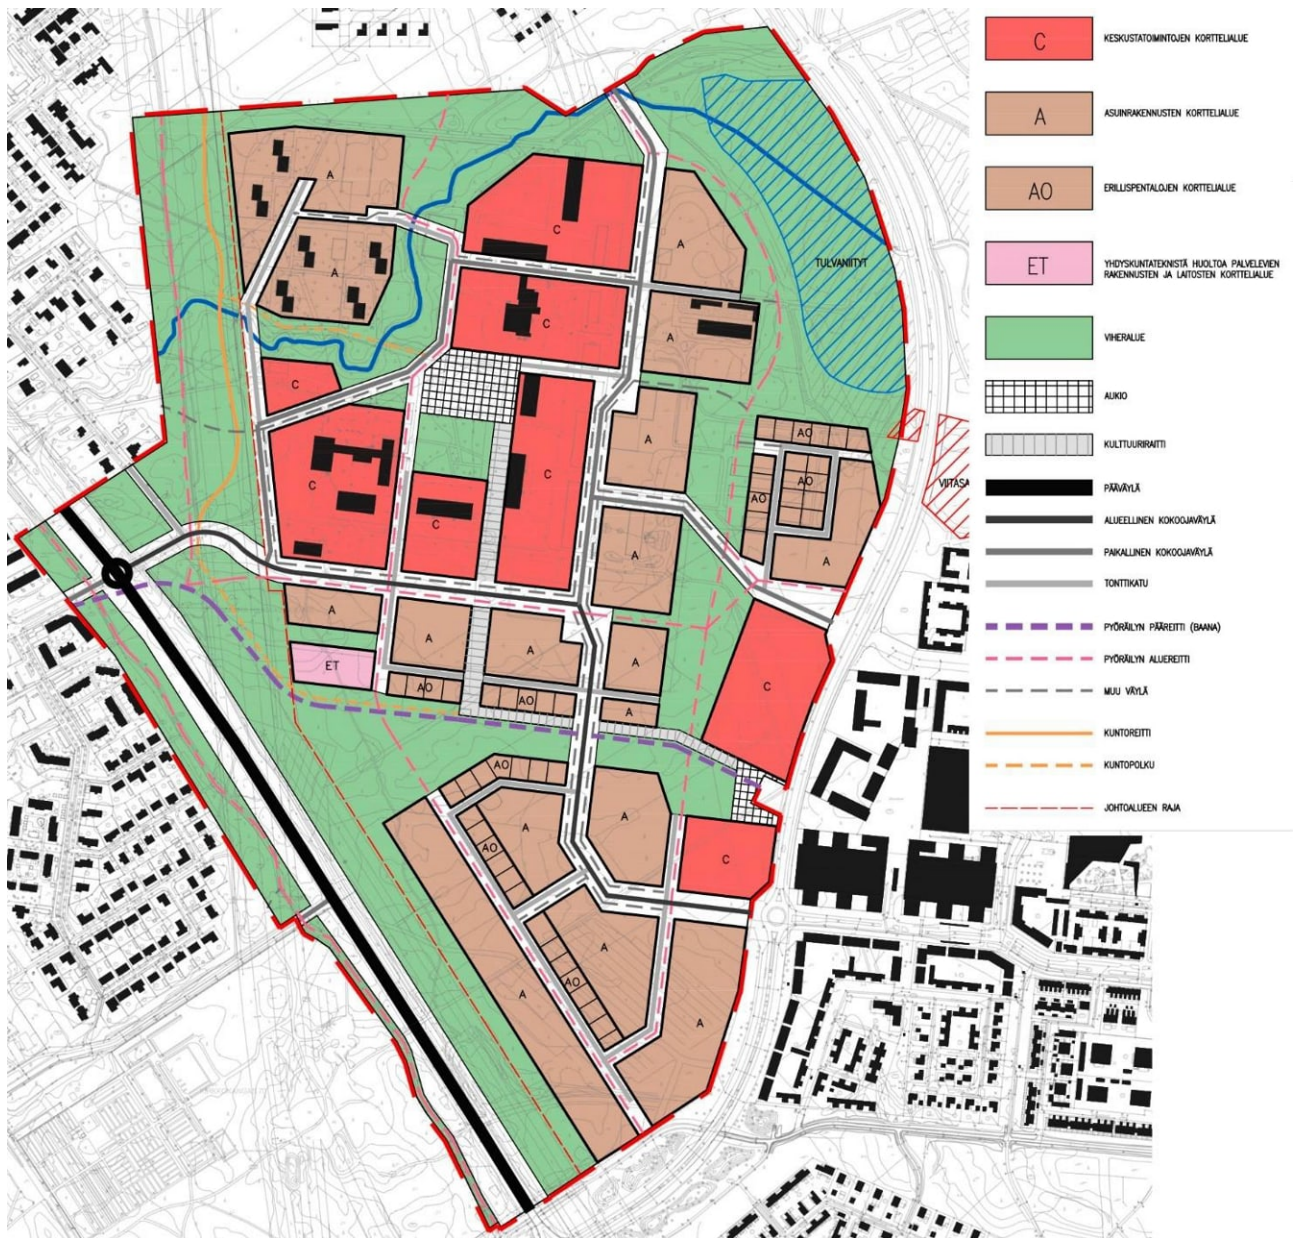 C KESKUSTATOIMINTOJEN KORTTELIALUE
A ASUINRAKENNUSTEN KORTTELIALUE
AO ERILLISPENTALOJEN KORTTELIALUE
ET YHDYSKUNTATEKNISTÄ HUOLTOA PALVELEVIEN
RAKENNUSTEN JA LAITOSTEN KORTTELIALUE
VIHERALUE
AUKIO
KULTTUURIRAITTI
PÄÄVÄYLÄ
ALUEELLINEN KOKOOJAVÄYLÄ
PAIKALLINEN KOKOOJAVÄYLÄ
TONTTIKATU
PYÖRÄILYN PÄÄREITTI (BAANA)
PYÖRÄILYN ALUEREITTI
MUU VÄYLÄ
KUNTOREITTI
KUNTOPOLKU
JOHTOALUEEN RAJA
A
C
A
TULVANIITYT
A
C
A
C
A
AO
C
A
AO
AO
VIITASA
C
C
A
A
A
A
A
A
ET
AO
AO
A
C
AO
A
A
AO
C
A
A
AO
A